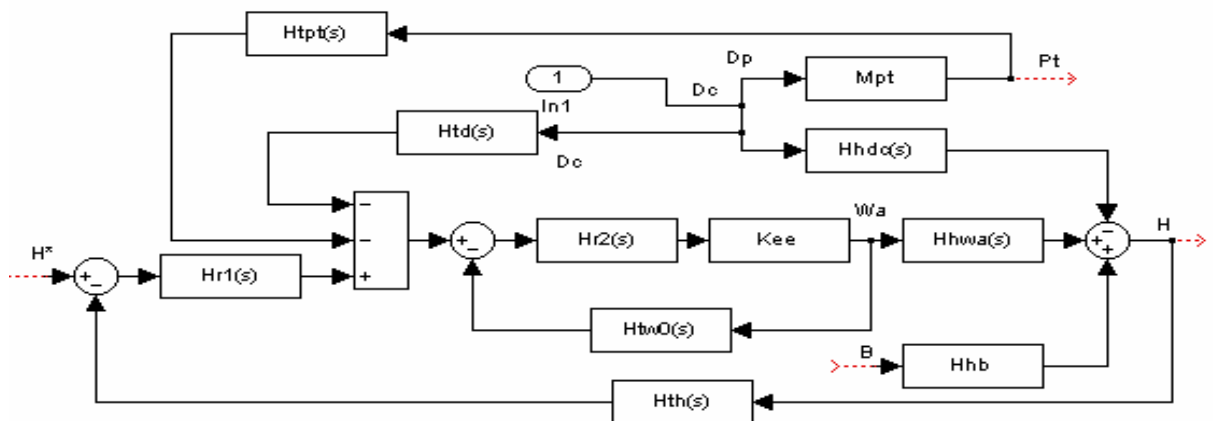 Htpt(s)
Dp
Pt
1
Dc
Mpt
In1
Htd(s)
Dc
Hhdc(s)
Wa
H*
H
Hr1(s)
Hr2(s)
Kee
Hhwa(s)
Htw0(s)
B
Hhb
Hth(s)
- 
-
+
+
-
+
-
-
+
+